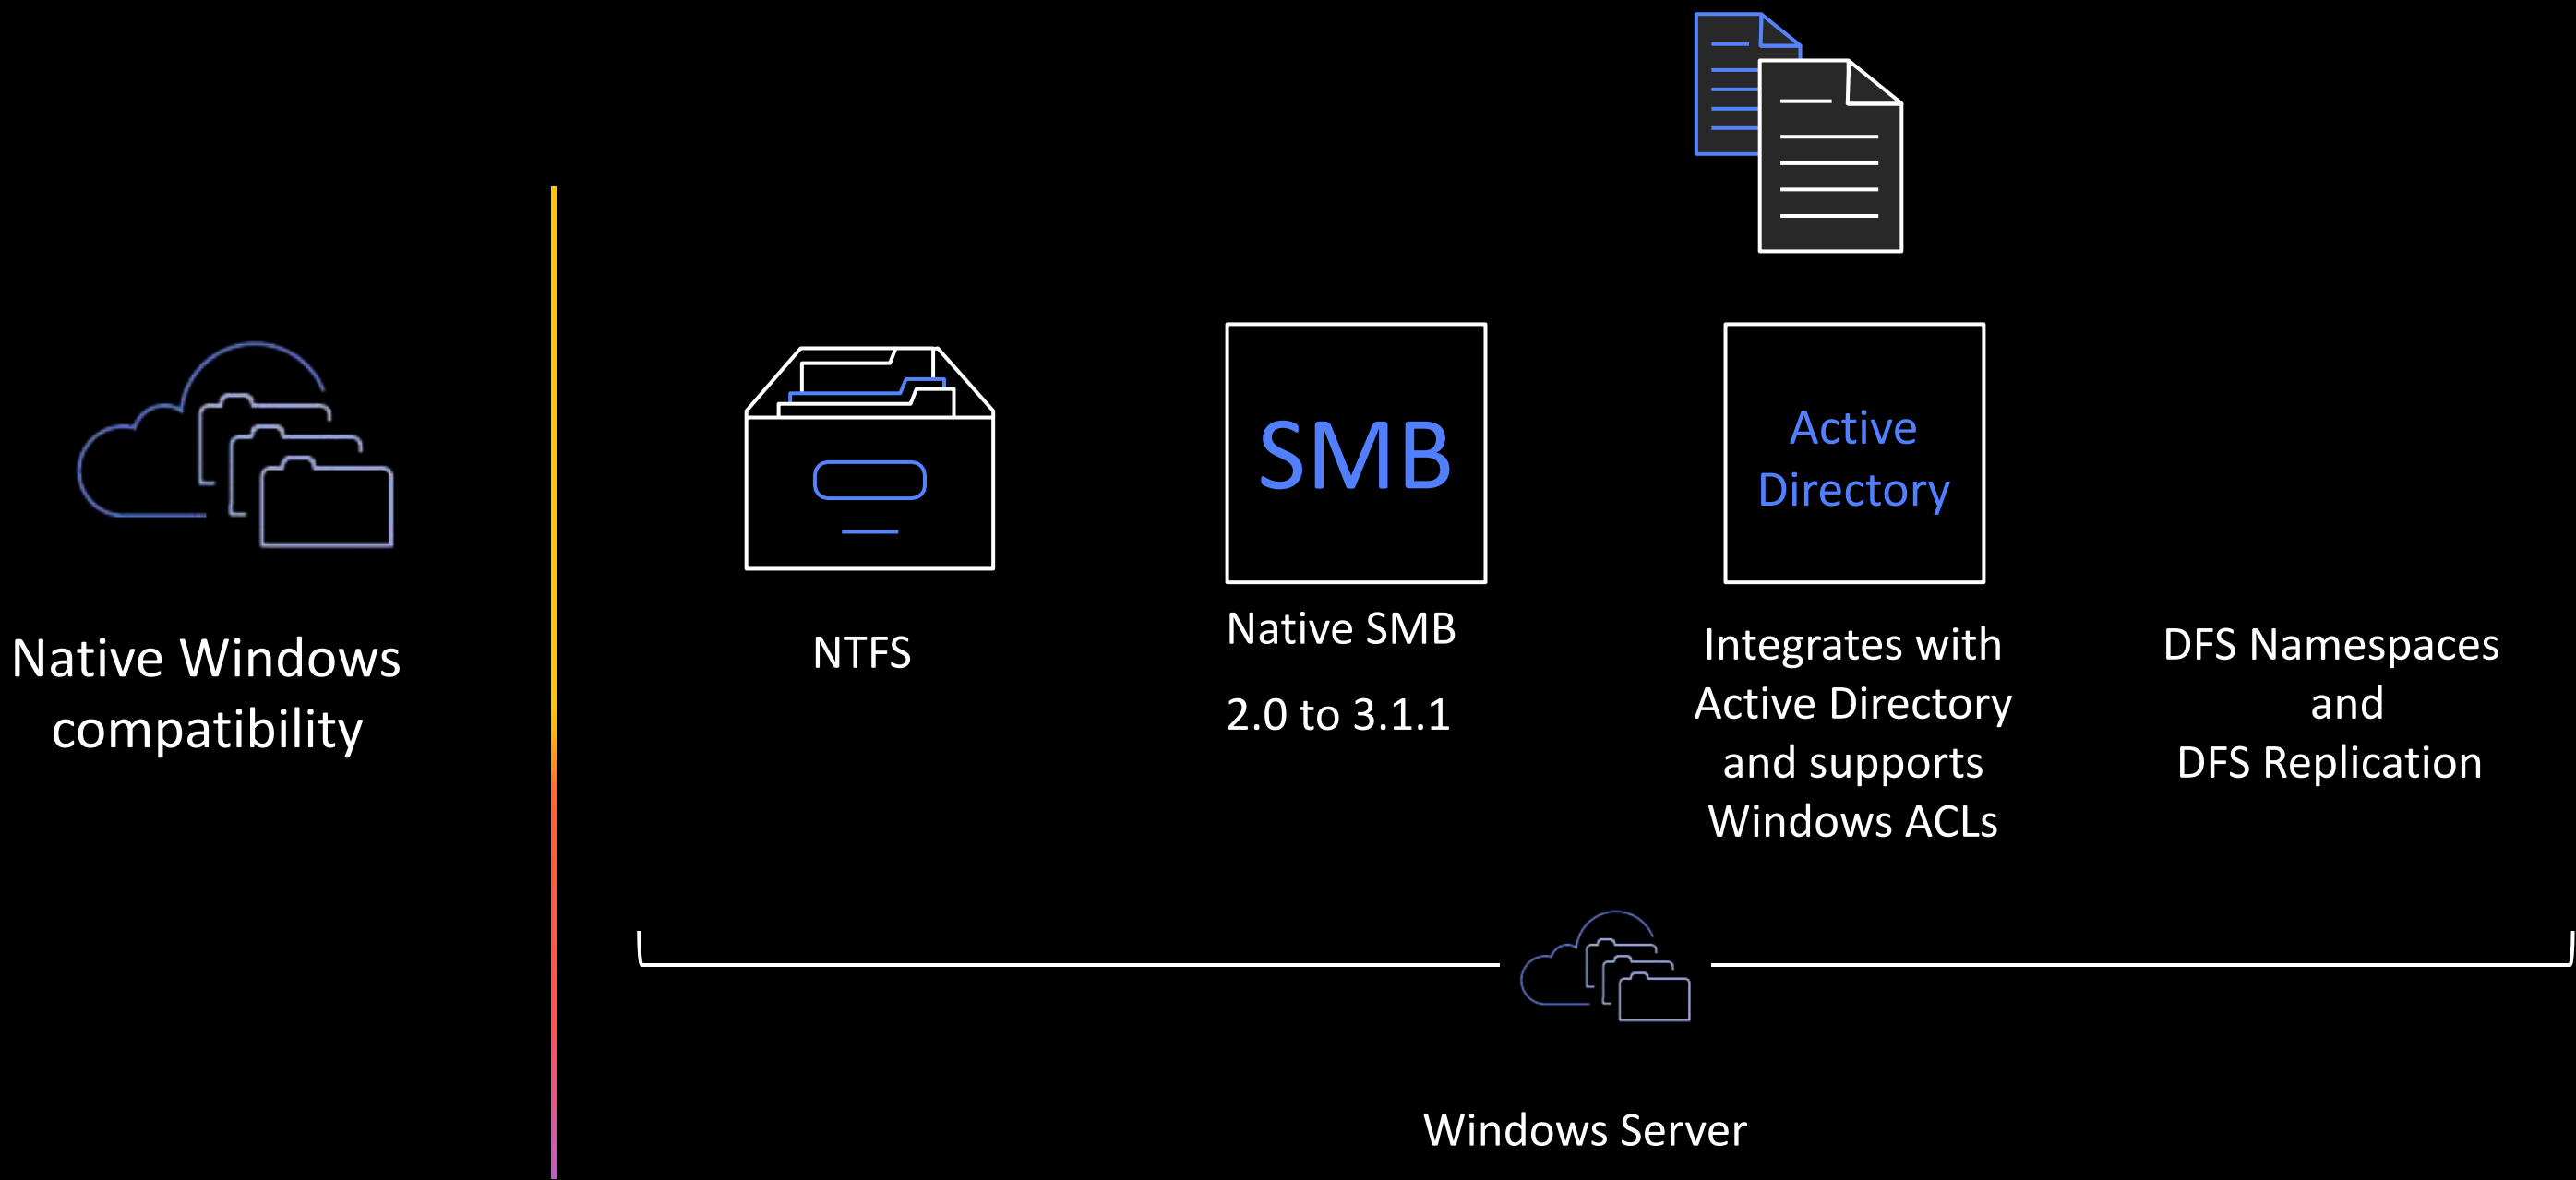 Native Windows
compatibility
NTFS
SMB
Native SMB
2.0 to 3.1.1
Active
Directory
Integrates with
Active Directory
and supports
Windows ACLs
DFS Namespaces
and
DFS Replication
Windows Server